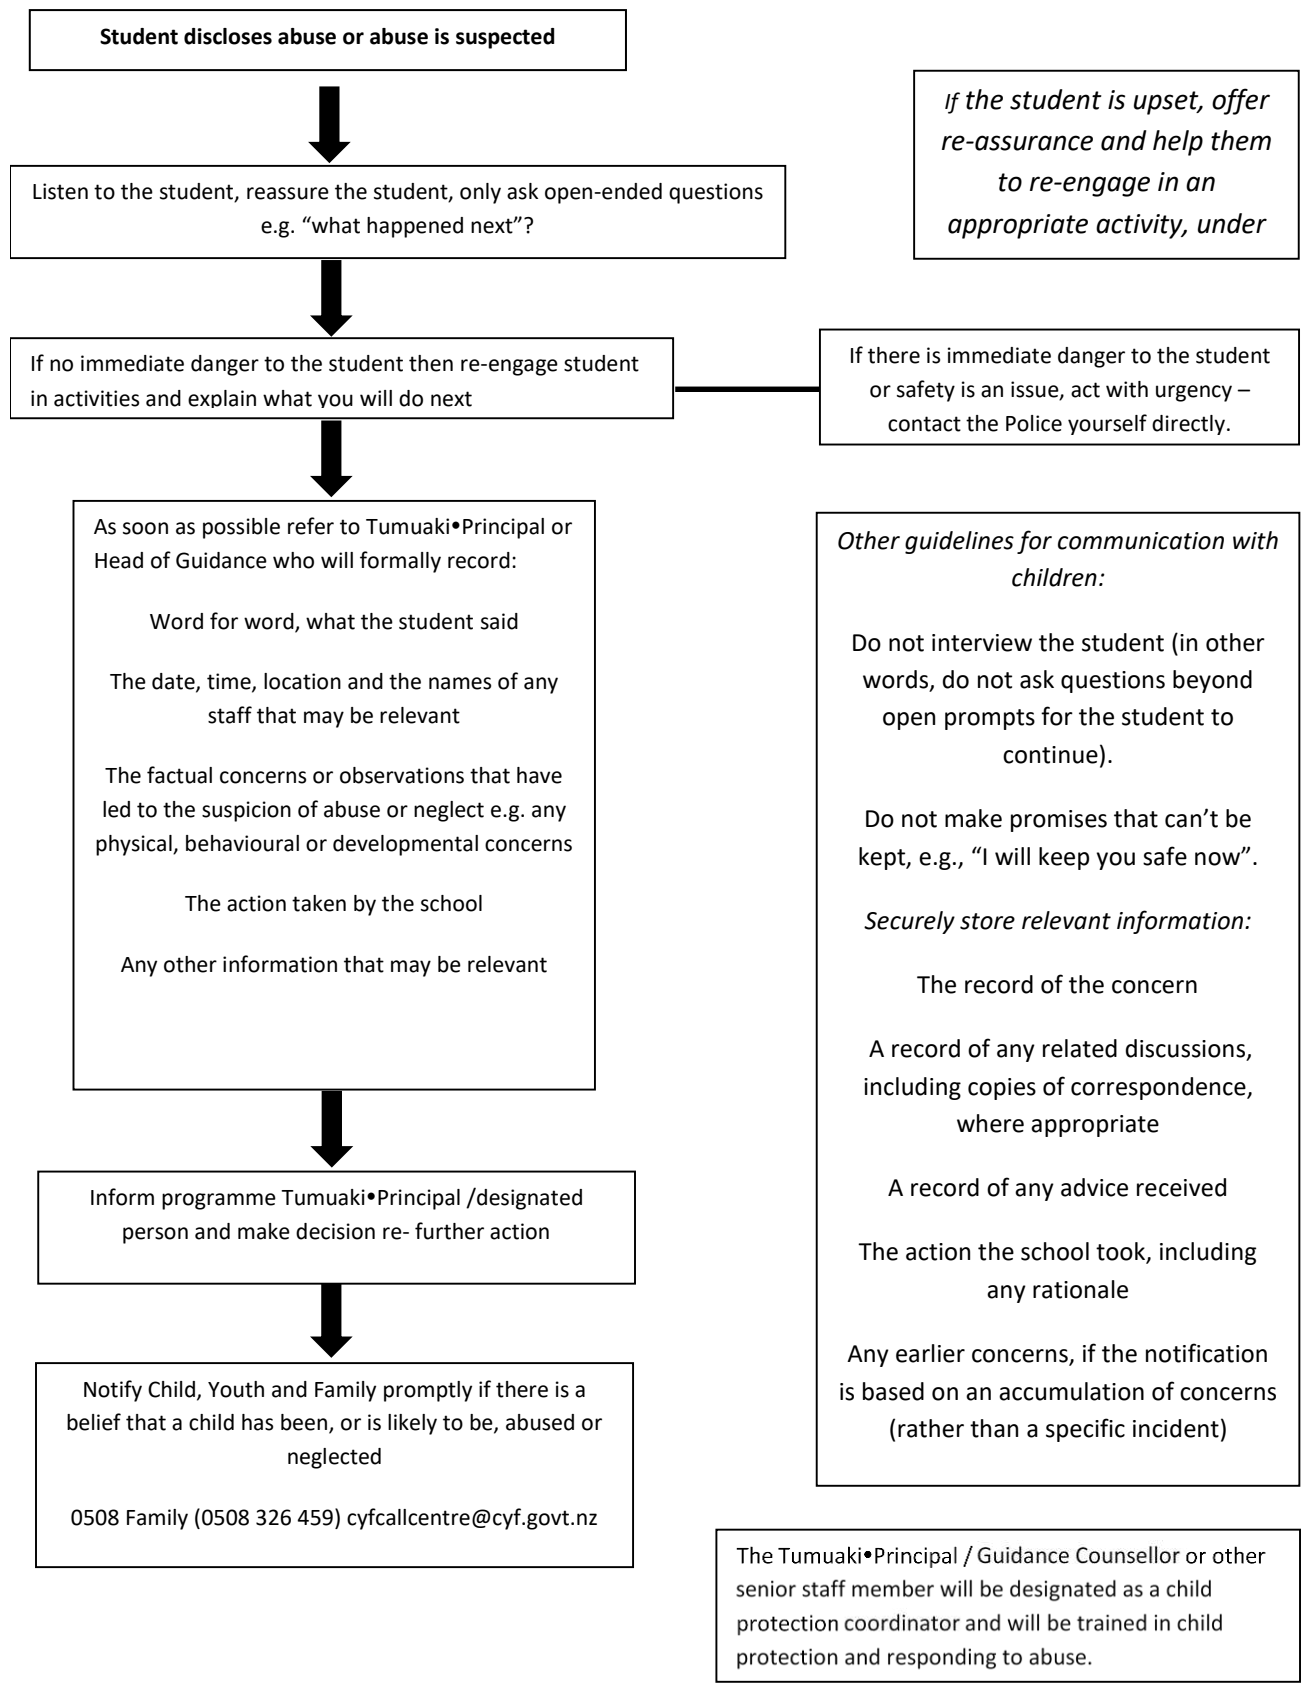 Student discloses abuse or abuse is suspected
If the student is upset, offer
re-assurance and help them
to re-engage in an
appropriate activity, under
Listen to the student, reassure the student, only ask open-ended questions
e.g. “what happened next”?
If no immediate danger to the student then re-engage student
in activities and explain what you will do next
If there is immediate danger to the student
or safety is an issue, act with urgency –
contact the Police yourself directly.
As soon as possible refer to Tumuaki•Principal or
Head of Guidance who will formally record:
Word for word, what the student said
The date, time, location and the names of any
staff that may be relevant
The factual concerns or observations that have
led to the suspicion of abuse or neglect e.g. any
physical, behavioural or developmental concerns
The action taken by the school
Any other information that may be relevant
Other guidelines for communication with
children:
Do not interview the student (in other
words, do not ask questions beyond
open prompts for the student to
continue).
Do not make promises that can’t be
kept, e.g., “I will keep you safe now”.
Securely store relevant information:
The record of the concern
A record of any related discussions,
including copies of correspondence,
where appropriate
A record of any advice received
The action the school took, including
any rationale
Any earlier concerns, if the notification
is based on an accumulation of concerns
(rather than a specific incident)
Inform programme Tumuaki•Principal /designated
person and make decision re- further action
Notify Child, Youth and Family promptly if there is a
belief that a child has been, or is likely to be, abused or
neglected
0508 Family (0508 326 459) cyfcallcentre@cyf.govt.nz
The Tumuaki•Principal / Guidance Counsellor or other
senior staff member will be designated as a child
protection coordinator and will be trained in child
protection and responding to abuse.